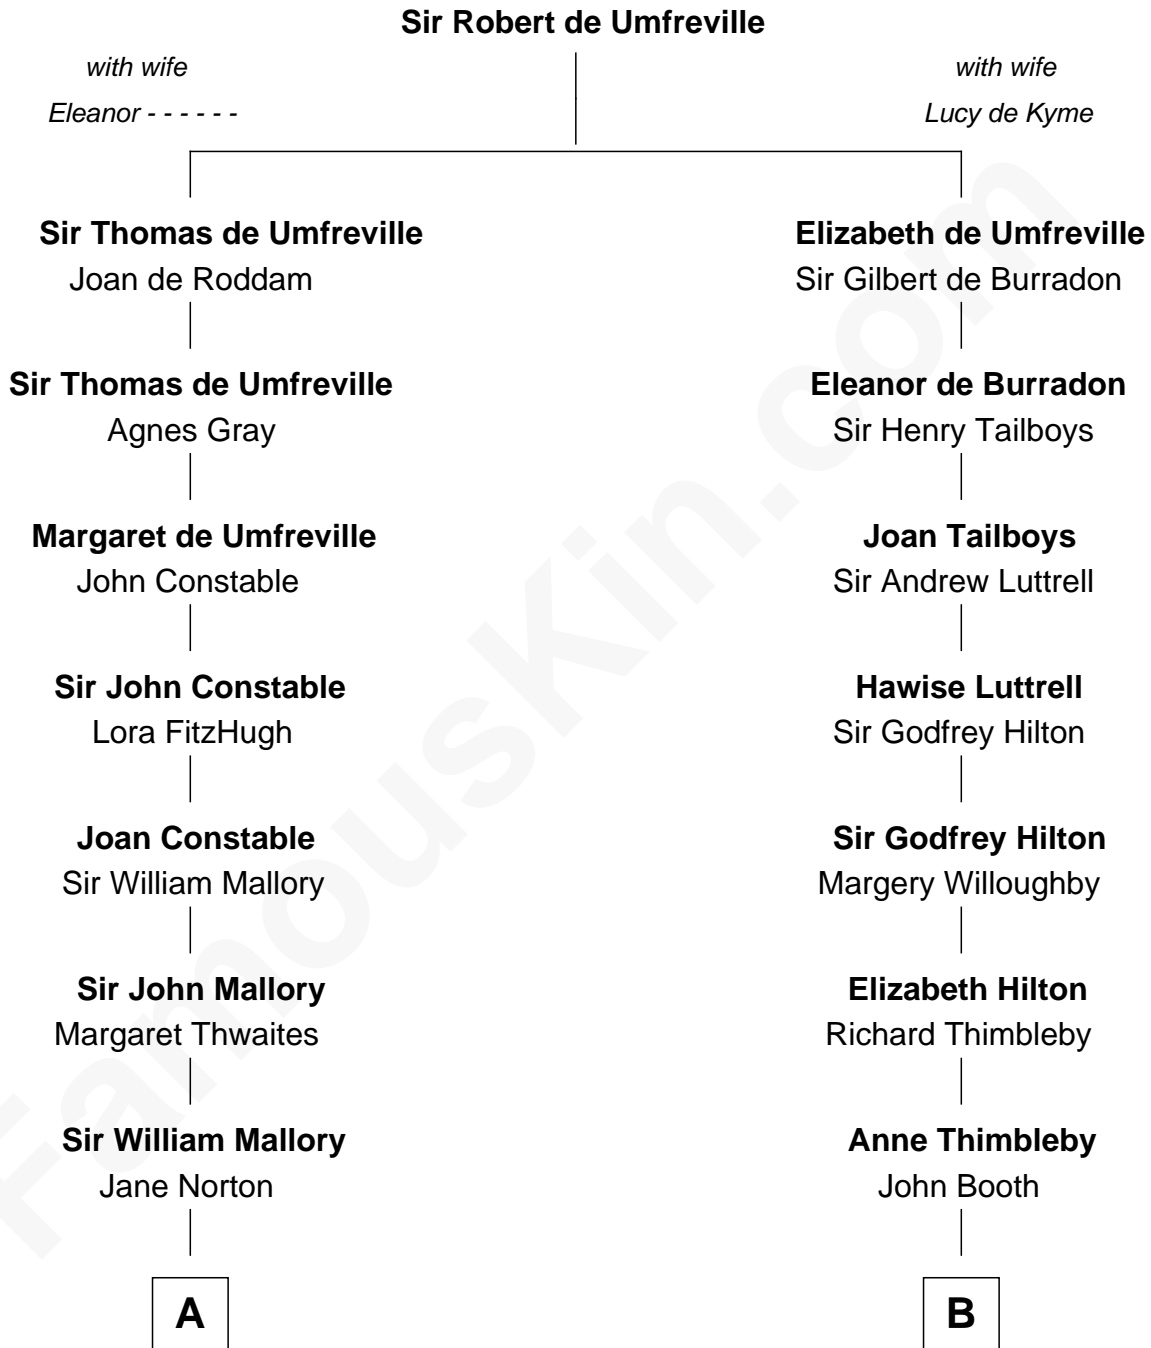 Sir Robert de Umfreville
with wife
Eleanor - - - - - -
with wife
Lucy de Kyme
Sir Thomas de Umfreville
Joan de Roddam
Elizabeth de Umfreville
Sir Gilbert de Burradon
Sir Thomas de Umfreville
Agnes Gray
Eleanor de Burradon
Sir Henry Tailboys
Margaret de Umfreville
John Constable
Joan Tailboys
Sir Andrew Luttrell
Sir John Constable
Lora FitzHugh
Hawise Luttrell
Sir Godfrey Hilton
Joan Constable
Sir William Mallory
Sir Godfrey Hilton
Margery Willoughby
Sir John Mallory
Margaret Thwaites
Elizabeth Hilton
Richard Thimbleby
Sir William Mallory
Jane Norton
Anne Thimbleby
John Booth
A
B
FamousKin.com